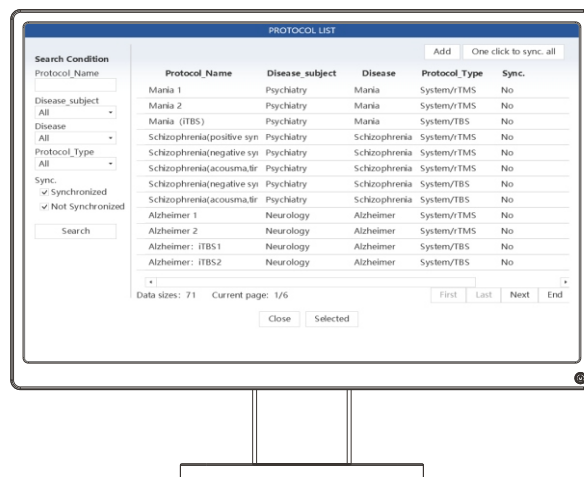 PROTOCOL LIST
Add One click to sync. all
Search Condition
Protocol_Name
Disease_subject
All
Disease
All
Protocol_Type
All
Sync.
Synchronized
Not Synchronized
Search
Protocol_Name Disease_subject Disease Protocol_Type Sync.
Mania 1 Psychiatry Mania System/rTMS No
Mania 2 Psychiatry Mania System/rTMS No
Mania (iTBS) Psychiatry Mania System/TBS No
Schizophrenia(positive syn Psychiatry Schizophrenia System/rTMS No
Schizophrenia(negative syı Psychiatry Schizophrenia System/rTMS No
Schizophrenia(acousma,tir Psychiatry Schizophrenia System/rTMS No
Schizophrenia(negative syı Psychiatry Schizophrenia System/TBS No
Schizophrenia(acousma,tir Psychiatry Schizophrenia System/TBS No
Alzheimer 1 Neurology Alzheimer System/rTMS No
Alzheimer 2 Neurology Alzheimer System/rTMS No
Alzheimer: iTBS1 Neurology Alzheimer System/TBS No
Alzheimer: iTBS2 Neurology Alzheimer System/TBS No
Data sizes: 71 Current page: 1/6 First Last Next End
Close Selected